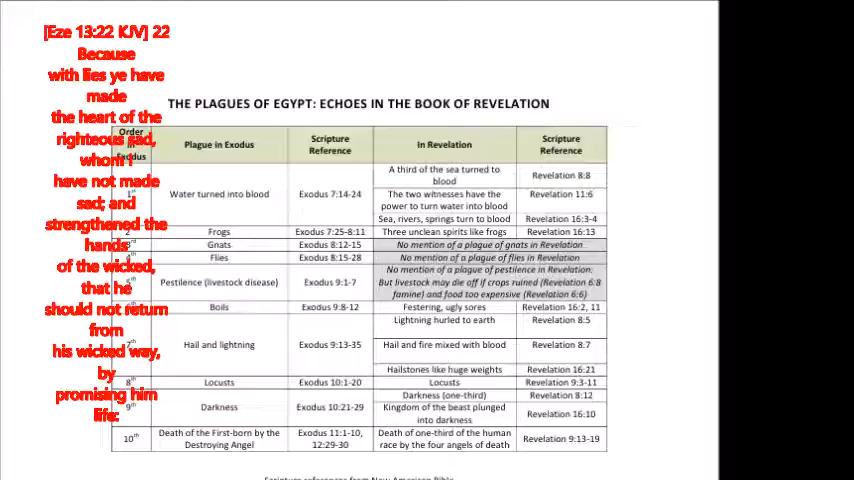 [Eze 13:22 KJV] 22
Because
with lies ye have
made
the heart of the
righteous sad,
whom I
have not made
sad; and
strengthened the
hands
of the wicked,
that he
should not return
from
his wicked way,
by
promising him
life:
THE PLAGUES OF EGYPT: ECHOES IN THE BOOK OF REVELATION
Order Exodus Plague in Exodus Scripture Reference In Revelation Scripture Reference
Water turned into blood Exodus 7:14-24 A third of the sea turned to blood Revelation 8:8
The two witnesses have the power to turn water into blood Revelation 11:6
Sea, rivers, springs turn to blood Revelation 16:3-4
Frogs Exodus 7:25-8:11 Three unclean spirits like frogs Revelation 16:13
Gnats Exodus 8:12-15 No mention of a plague of gnats in Revelation
Flies Exodus 8:15-28 No mention of a plague of flies in Revelation
Pestilence (livestock disease) Exodus 9:1-7 No mention of a plague of pestilence in Revelation.
But livestock may die off if crops ruined (Revelation 6:8
famine) and food too expensive (Revelation 6:6)
Boils Exodus 9:8-12 Festering, ugly sores Revelation 16:2, 11
7th Hail and lightning Exodus 9:13-35 Lightning hurled to earth Revelation 8:5
Hail and fire mixed with blood Revelation 8:7
Hailstones like huge weights Revelation 16:21
8th Locusts Exodus 10:1-20 Locusts Revelation 9:3-11
9th Darkness Exodus 10:21-29 Darkness (one-third) Revelation 8:12
Kingdom of the beast plunged into darkness Revelation 16:10
10th Death of the First-born by the Destroying Angel Exodus 11:1-10, 12:29-30 Death of one-third of the human race by the four angels of death Revelation 9:13-19
Scripture references from New American Bible